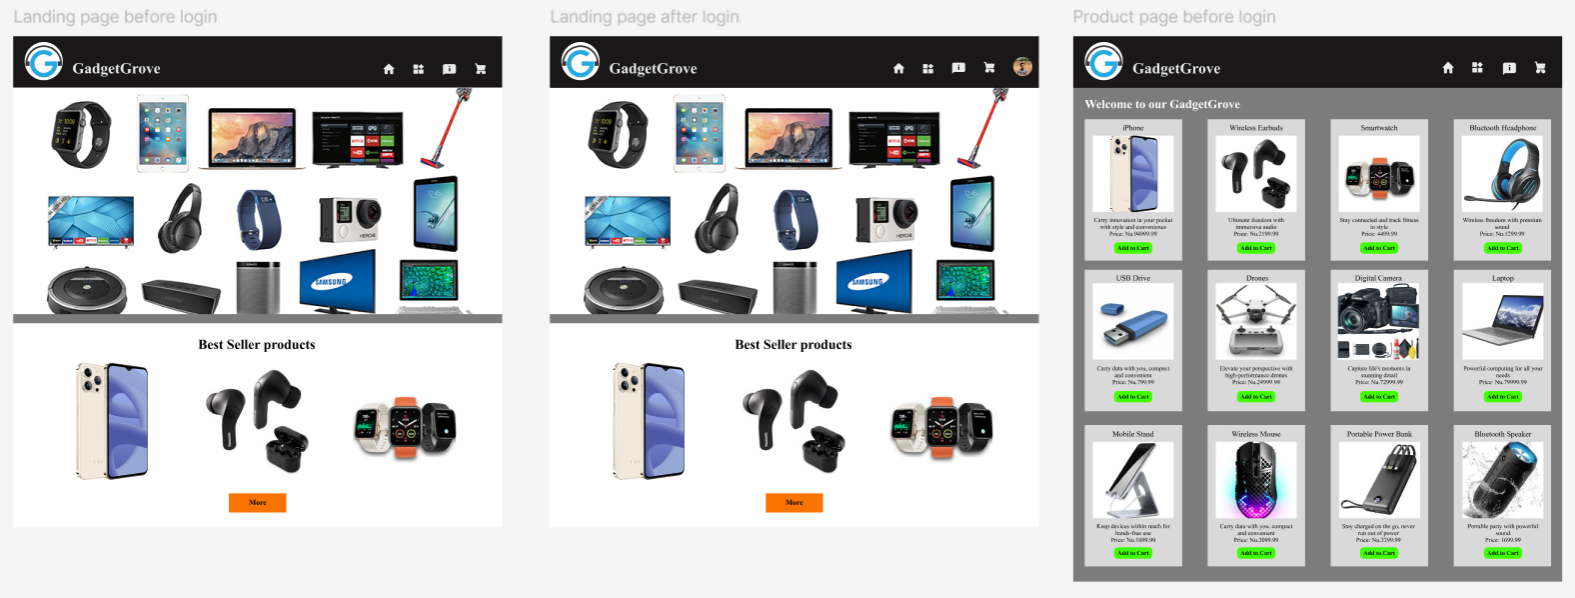 Landing page before login
GadgetGrove
HERO4
SAMSUNG
Best Seller products
More
Landing page after login
GadgetGrove
HERO4
SAMSUNG
Best Seller products
More
Product page before login
GadgetGrove
Welcome to our GadgetGrove
iPhone
Carry innovation in your pocket
with style and convenience
Price: Nu.94999.99
Add to Cart
Wireless Earbuds
Ultimate freedom with
immersive audio
Price: Nu.2199.99
Add to Cart
Smartwatch
Stay connected and track fitness
in style
Price: 4499.99
Add to Cart
Bluetooth Headphone
Wireless freedom with premium
sound
Price: Nu.1299.99
Add to Cart
USB Drive
Carry data with you, compact
and convenient
Price: Nu.799.99
Add to Cart
Drones
Elevate your perspective with
high-performance drones
Price: Nu.24999.99
Add to Cart
Digital Camera
Capture life's moments in
stunning detail
Price: Nu.72999.99
Add to Cart
Laptop
Powerful computing for all your
needs
Price: Nu.79999.99
Add to Cart
Mobile Stand
Keep devices within reach for
hands-free use
Price: Nu.1099.99
Add to Cart
Wireless Mouse
Carry data with you, compact
and convenient
Price: Nu.2099.99
Add to Cart
Portable Power Bank
Stay charged on the go, never
run out of power
Price: Nu.3299.99
Add to Cart
Bluetooth Speaker
Portable party with powerful
sound
Price: 1699.99
Add to Cart